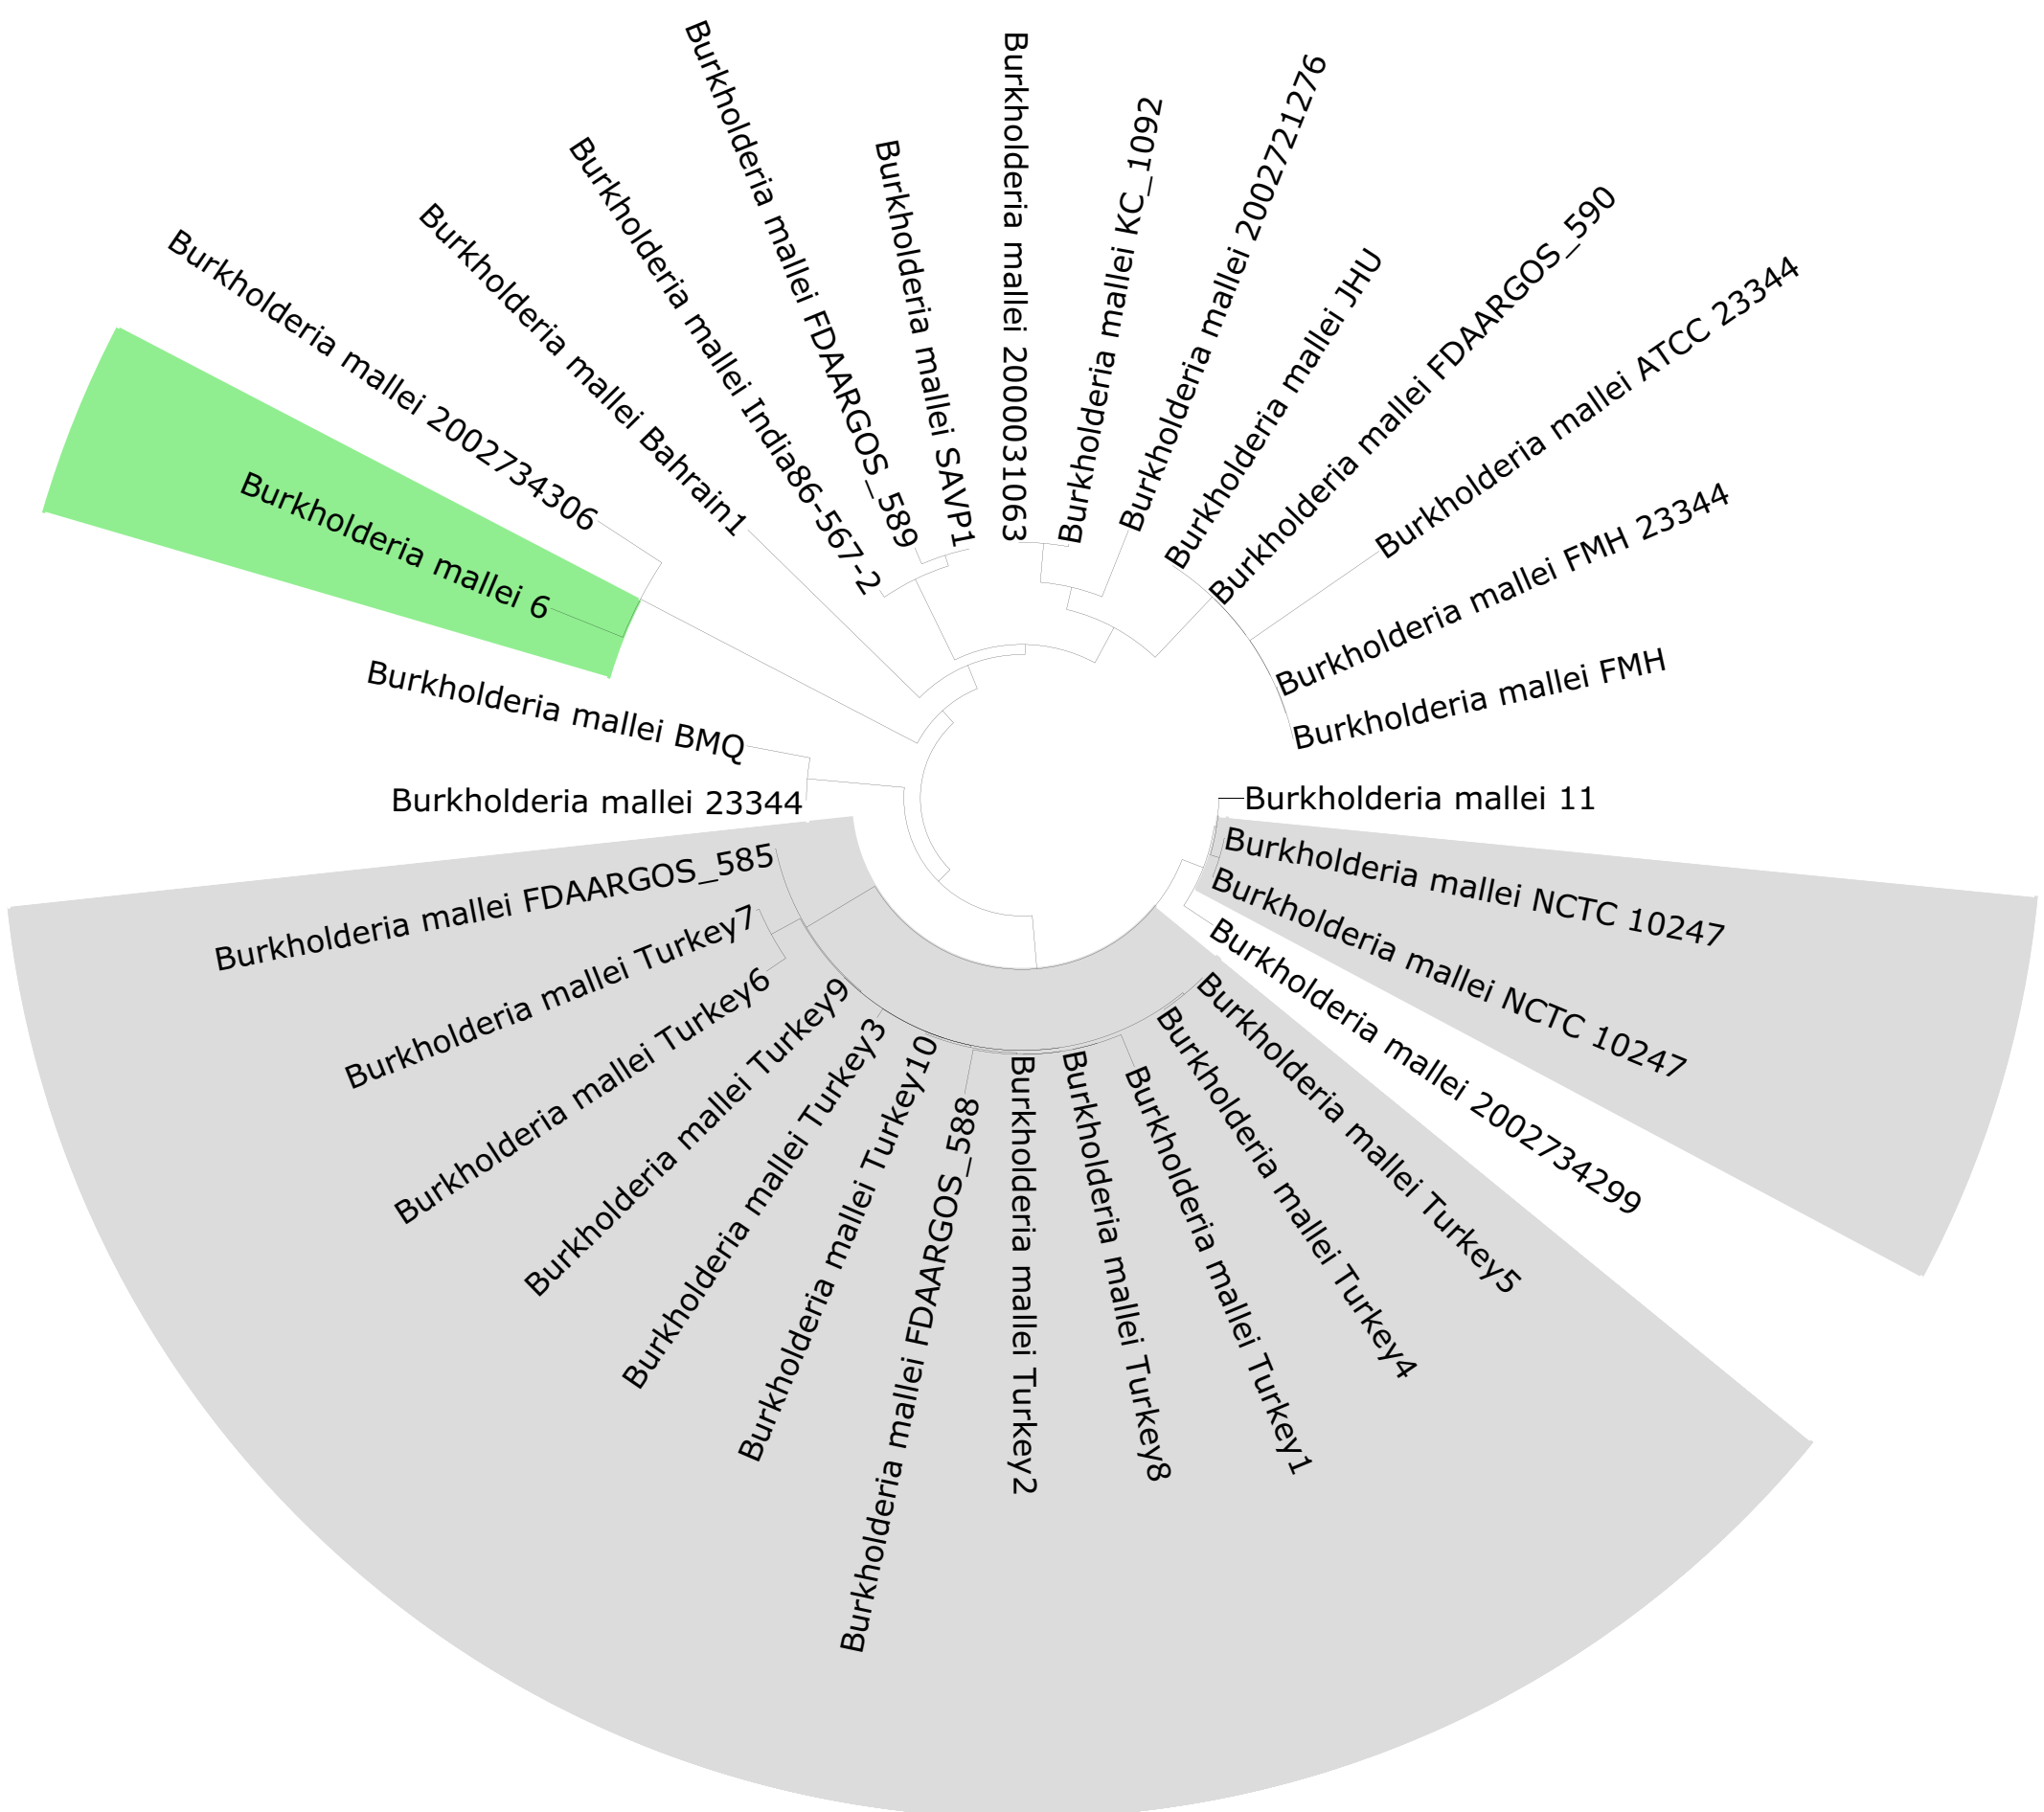 Burkholderia mallei FDAARGOS_589
Burkholderia mallei SAVP1
Burkholderia mallei 2000031063
Burkholderia mallei KC_1092
Burkholderia mallei 2002721276
Burkholderia mallei JHU
Burkholderia mallei FDAARGOS_590
Burkholderia mallei ATCC 23344
Burkholderia mallei FMH 23344
Burkholderia mallei FMH
Burkholderia mallei 11
Burkholderia mallei NCTC 10247
Burkholderia mallei NCTC 10247
Burkholderia mallei 2002734299
Burkholderia mallei Turkey5
Burkholderia mallei Turkey4
Burkholderia mallei Turkey1
Burkholderia mallei Turkey8
Burkholderia mallei Turkey2
Burkholderia mallei FDAARGOS_588
Burkholderia mallei Turkey10
Burkholderia mallei Turkey3
Burkholderia mallei Turkey9
Burkholderia mallei Turkey6
Burkholderia mallei Turkey7
Burkholderia mallei FDAARGOS_585
Burkholderia mallei 23344
Burkholderia mallei BMQ
Burkholderia mallei 6
Burkholderia mallei 2002734306
Burkholderia mallei Bahrain1
Burkholderia mallei India86-567-2